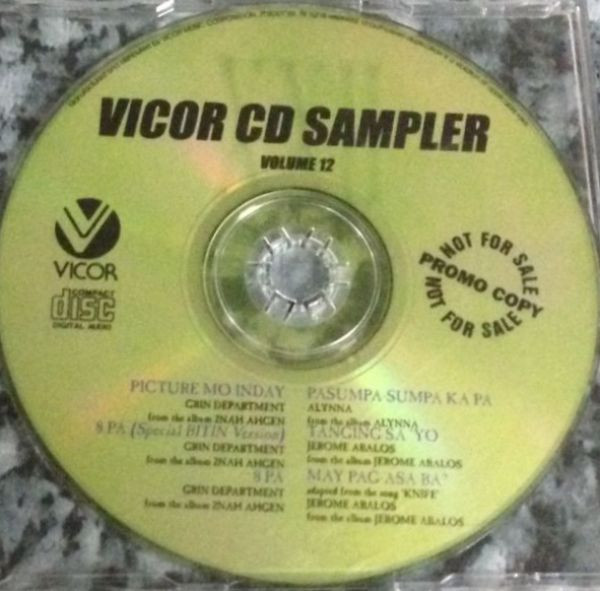 VICOR CD SAMPLER
VOLUME 12
VICOR
COMPACT
disc
DIGITAL AUDIO
NOT FOR SALE
PROMO COPY
NOT FOR SALE
PICTURE MO INDAY
GRIN DEPARTMENT
from the album 2NAH AHGEN
8 PA (Special BITIN Version)
GRIN DEPARTMENT
from the album 2NAH AHGEN
8 PA
GRIN DEPARTMENT
from the album 2NAH AHGEN
PASUMPA SUMPA KA PA
ALYNNA
from the album ALYNNA
TANGING SA 'YO
JEROME ABALOS
from the album JEROME ABALOS
MAY PAG ASA BA?
adapted from the song 'KNIFE'
JEROME ABALOS
from the album JEROME ABALOS